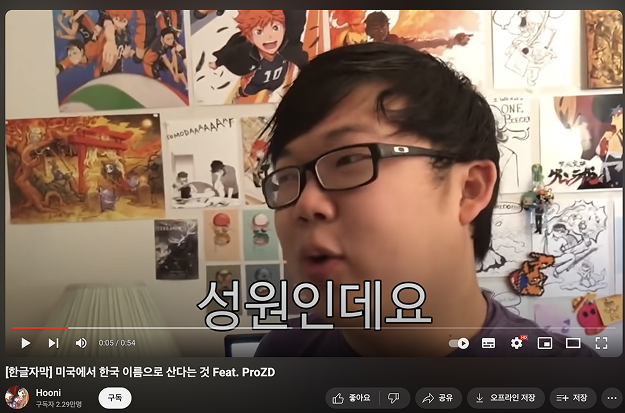 ONE
성원인데요
0:05 / 0:54
HD
[한글자막] 미국에서 한국 이름으로 산다는 것 Feat. ProZD
Hooni
구독자 2.29만명
구독
좋아요
공유
오프라인 저장
저장